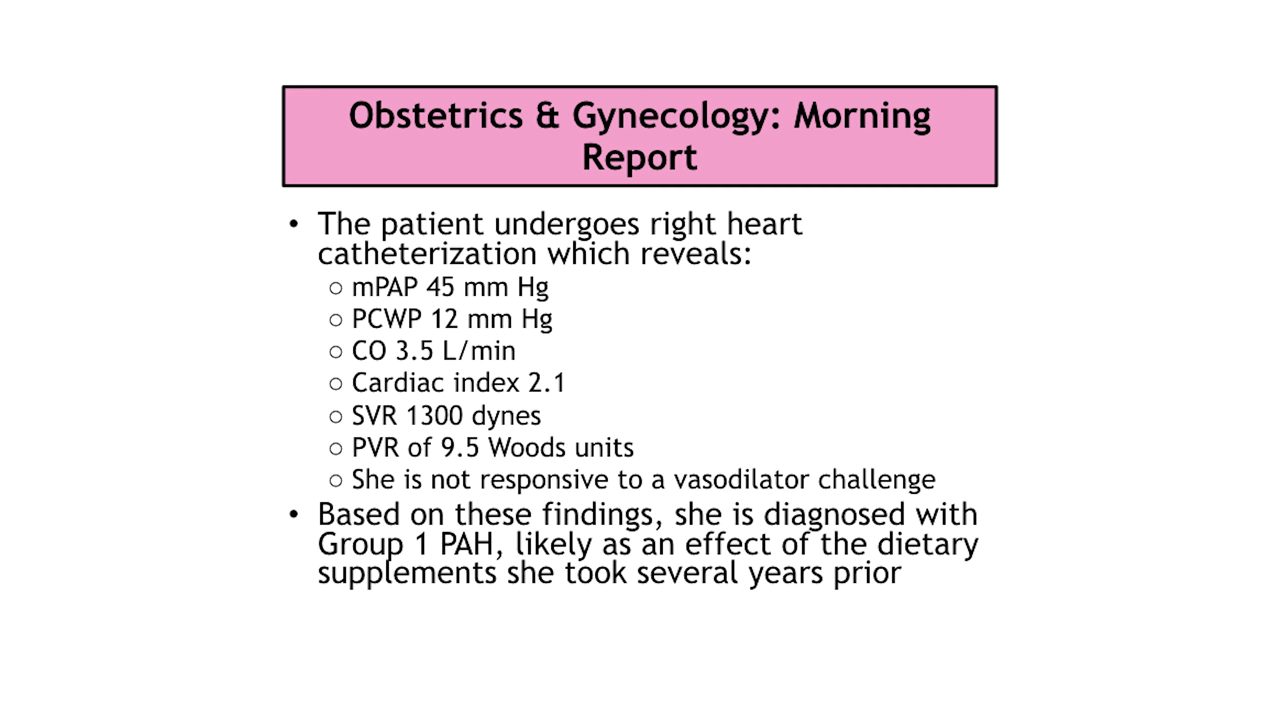 Obstetrics & Gynecology: Morning
Report
• The patient undergoes right heart
catheterization which reveals:
○ mPAP 45 mm Hg
○ PCWP 12 mm Hg
○ CO 3.5 L/min
○ Cardiac index 2.1
○ SVR 1300 dynes
○ PVR of 9.5 Woods units
○ She is not responsive to a vasodilator challenge
• Based on these findings, she is diagnosed with
Group 1 PAH, likely as an effect of the dietary
supplements she took several years prior